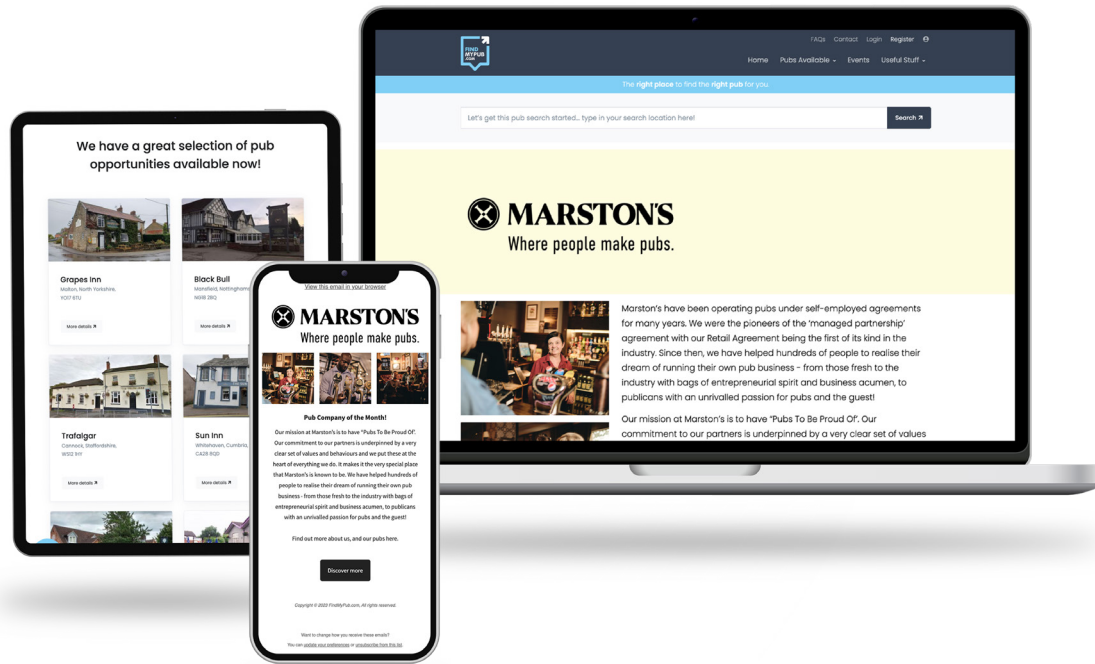 FAQs Contact Login Register
FIND
MYPUB
.COM
Home Pubs Available Events Useful Stuff
The right place to find the right pub for you
Let's get this pub search started... type in your search location here!
Search
MARSTON'S
Where people make pubs.
Marston's have been operating pubs under self-employed agreements
for many years. We were the pioneers of the 'managed partnership'
agreement with our Retail Agreement being the first of its kind in the
industry. Since then, we have helped hundreds of people to realise their
dream of running their own pub business - from those fresh to the
industry with bags of entrepreneurial spirit and business acumen, to
publicans with an unrivalled passion for pubs and the guest!
Our mission at Marston's is to have "Pubs To Be Proud Of". Our
commitment to our partners is underpinned by a very clear set of values
We have a great selection of pub
opportunities available now!
Grapes Inn
Malton, North Yorkshire,
YO17 6TU
More details
Black Bull
Mansfield, Nottinghams
NG18 2BQ
More details
Trafalgar
Cannock, Staffordshire,
WS12 1HY
More details
Sun Inn
Whitehaven, Cumbria,
CA28
More details
View this email in your browser
MARSTON'S
Where people make pubs.
Pub Company of the Month!
Our mission at Marston's is to have "Pubs To Be Proud Of".
Our commitment to our partners is underpinned by a very
clear set of values and behaviours and we put these at the
heart of everything we do. It makes it the very special place
that Marston's is known to be. We have helped hundreds of
people to realise their dream of running their own pub
business - from those fresh to the industry with bags of
entrepreneurial spirit and business acumen, to publicans
with an unrivalled passion for pubs and the guest!
Find out more about us, and our pubs here.
Discover more
Copyright © 2022 FindMyPub.com, All rights reserved.
Want to change how you receive these emails?
You can update your preferences or unsubscribe from this list.